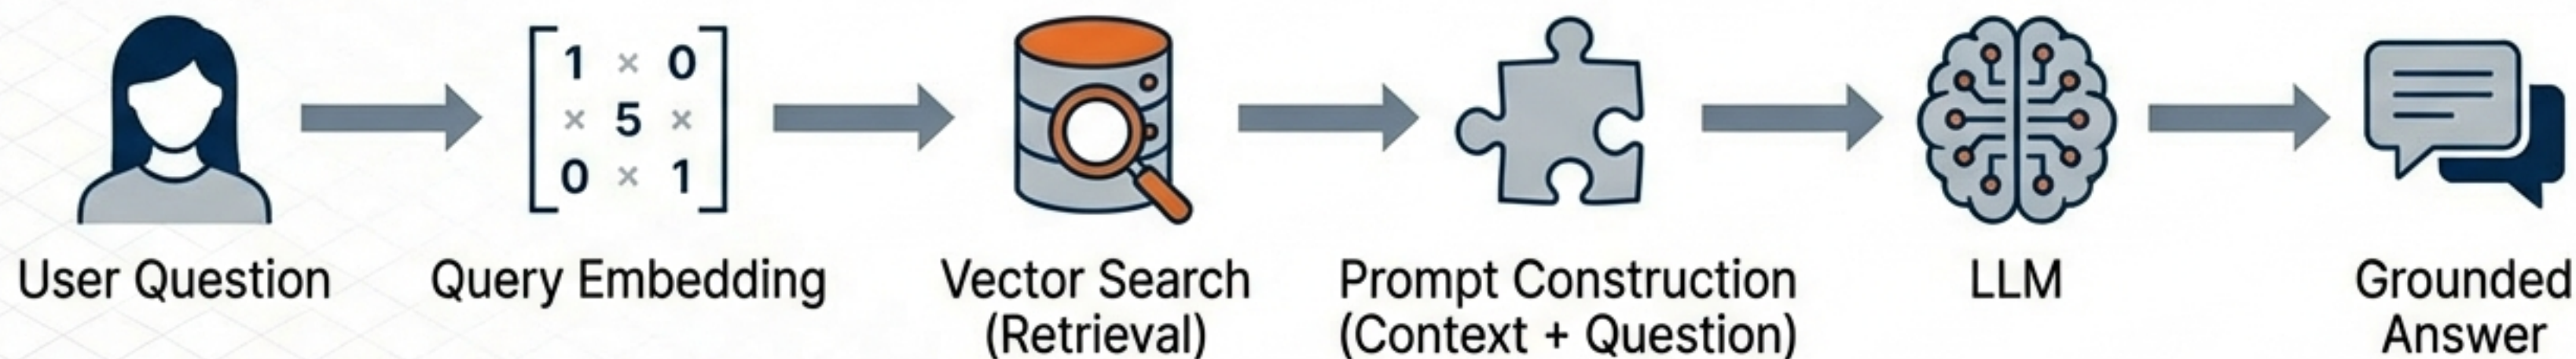 1 × 0
× 5 ×
0 × 1
User Question
Query Embedding
Vector Search
(Retrieval)
Prompt Construction
(Context + Question)
LLM
Grounded
Answer